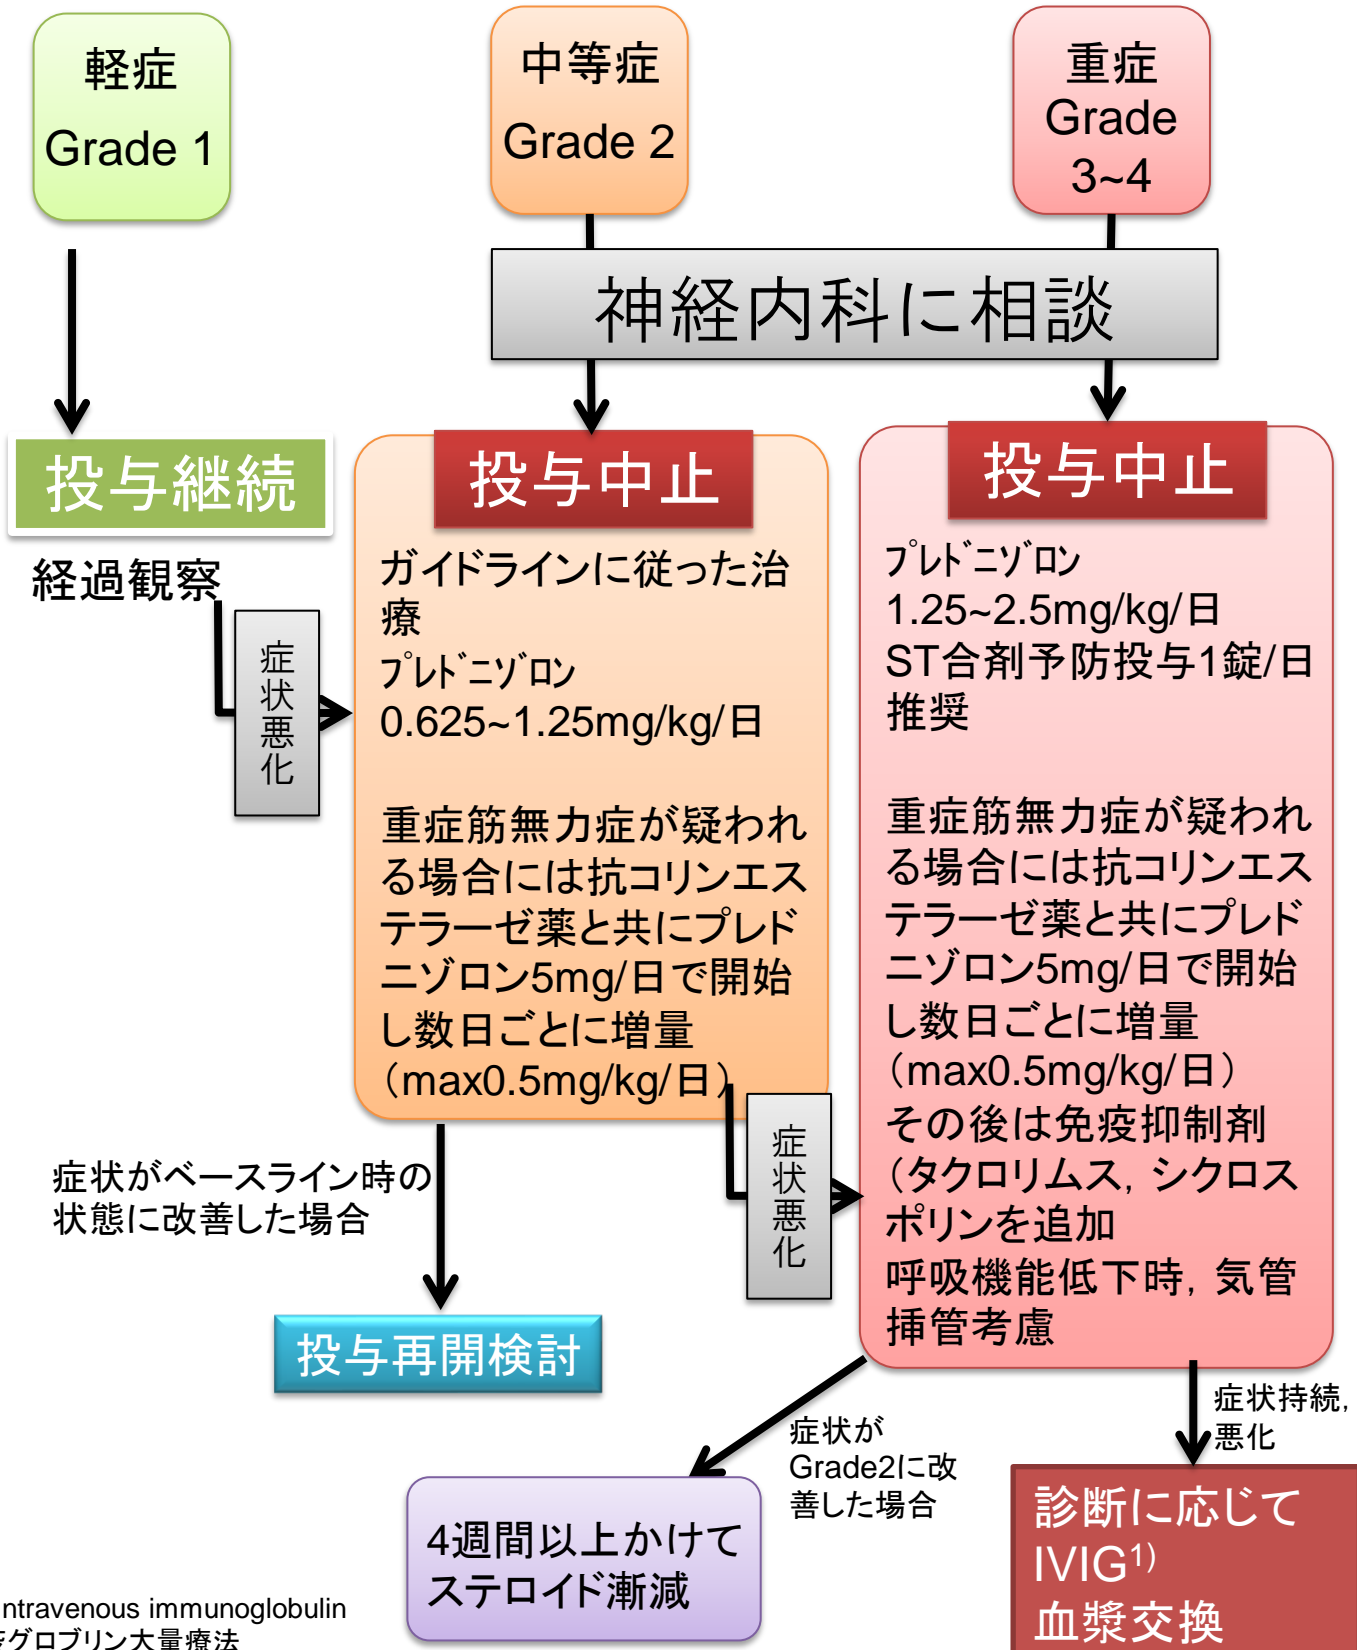 軽症
Grade 1
中等症
Grade 2
重症
Grade
3~4
神経内科に相談
投与継続
経過観察
症状悪化
投与中止
ガイドラインに従った治
療
ﾌﾟﾚﾄﾞﾆｿﾞﾛﾝ
0.625~1.25mg/kg/日
重症筋無力症が疑われ
る場合には抗コリンエス
テラーゼ薬と共にプレド
ニゾロン5mg/日で開始
し数日ごとに増量
（max0.5mg/kg/日）
症状悪化
投与中止
ﾌﾟﾚﾄﾞﾆｿﾞﾛﾝ
1.25~2.5mg/kg/日
ST合剤予防投与1錠/日
推奨
重症筋無力症が疑われ
る場合には抗コリンエス
テラーゼ薬と共にプレド
ニゾロン5mg/日で開始
し数日ごとに増量
（max0.5mg/kg/日）
その後は免疫抑制剤
（タクロリムス，シクロス
ポリンを追加
呼吸機能低下時，気管
挿管考慮
症状がベースライン時の
状態に改善した場合
投与再開検討
症状が
Grade2に改
善した場合
症状持続，
悪化
4週間以上かけて
ステロイド漸減
診断に応じて
IVIG1)
血漿交換
ntravenous immunoglobulin
グロブリン大量療法